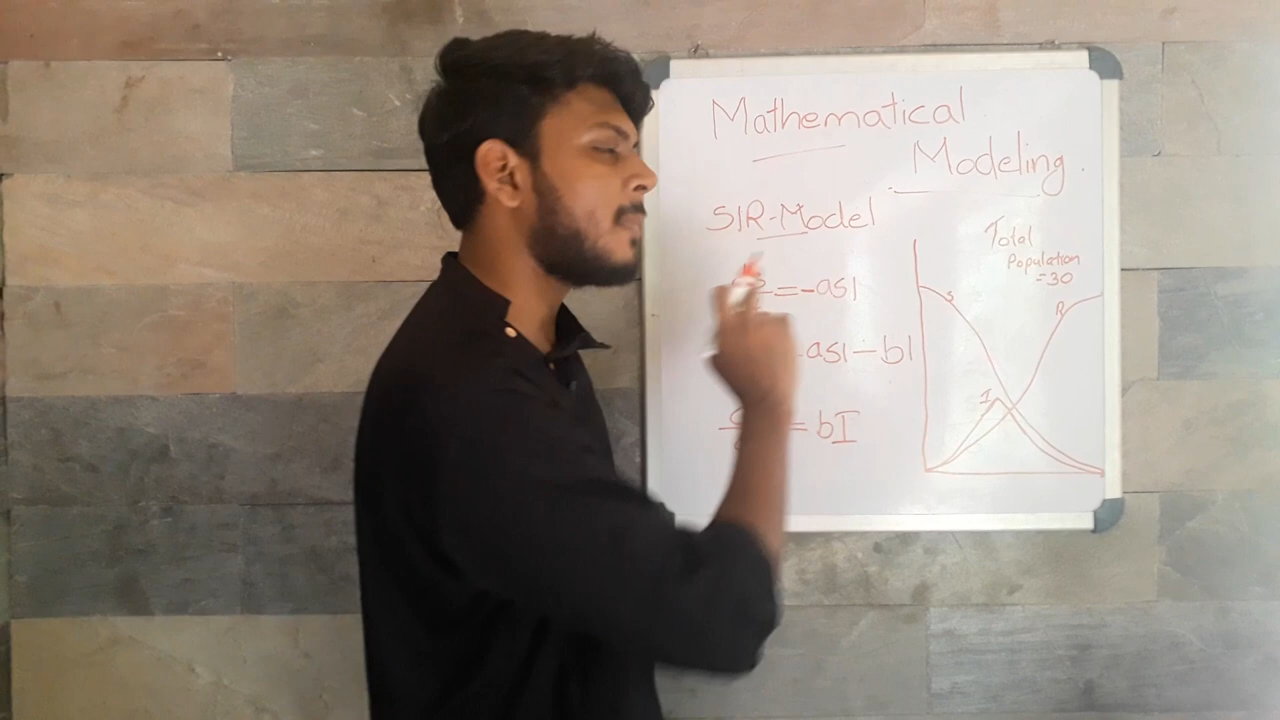 Mathematical
Modeling.
SIR-Model
= -aSI
aSI - bI
= bI
Total
Population
=30
S
R
I